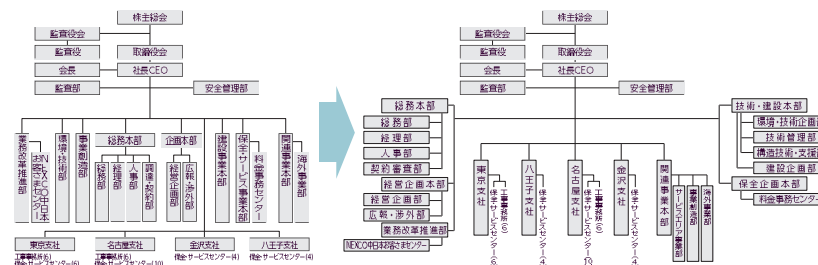 株主総会
監査役会
監査役
取締役会
会長
社長CEO
監査部
安全管理部
業務改革推進部
NEXCO中日本お客さまセンター
環境・技術部
事業創造部
総務本部
総務部
経理部
人事部
調達・契約部
企画本部
経営企画部
広報・渉外部
建設事業本部
保全・サービス事業本部
料金事務センター
関連事業本部
海外事業部
東京支社
工事事務所(6)
保全・サービスセンター(6)
名古屋支社
工事事務所(6)
保全・サービスセンター(10)
金沢支社
保全・サービスセンター(4)
八王子支社
保全・サービスセンター(4)
株主総会
監査役会
監査役
取締役会
会長
社長CEO
監査部
安全管理部
総務本部
総務部
経理部
人事部
契約審査部
経営企画本部
経営企画部
広報・渉外部
業務改革推進部
NEXCO中日本お客さまセンター
東京支社
工事事務所(6)
保全・サービスセンター(6)
八王子支社
保全・サービスセンター(4)
名古屋支社
工事事務所(6)
保全・サービスセンター(10)
金沢支社
保全・サービスセンター(4)
関連事業本部
サービスエリア事業部
事業創造部
海外事業部
技術・建設本部
環境・技術企画部
技術管理部
構造技術・支援
建設企画部
保全企画本部
料金事務センター